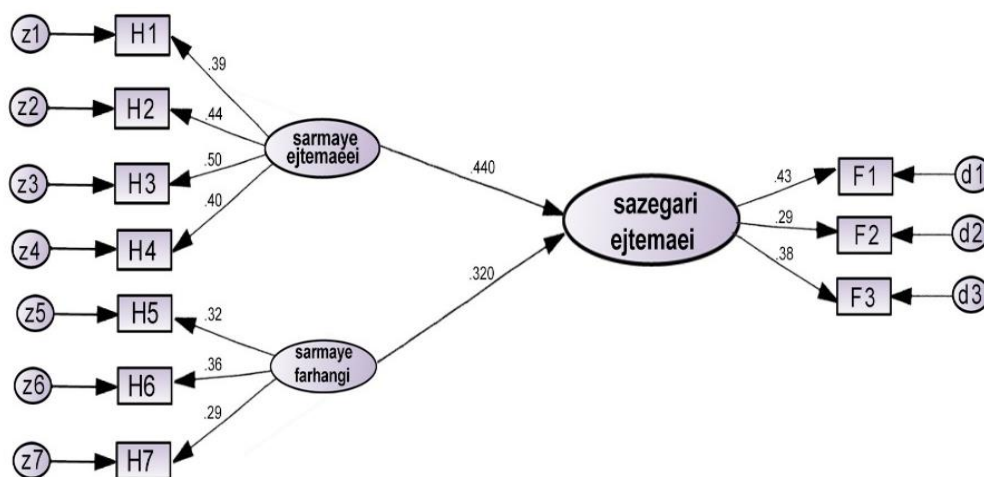 z1
H1
.39
z2
H2
.44
z3
H3
.50
z4
H4
.40
sarmaye
ejtemaeei
.440
z5
H5
.32
z6
H6
.36
z7
H7
.29
sarmaye
farhangi
.320
sazegari
ejtemaei
.43
F1
d1
.29
F2
d2
.38
F3
d3